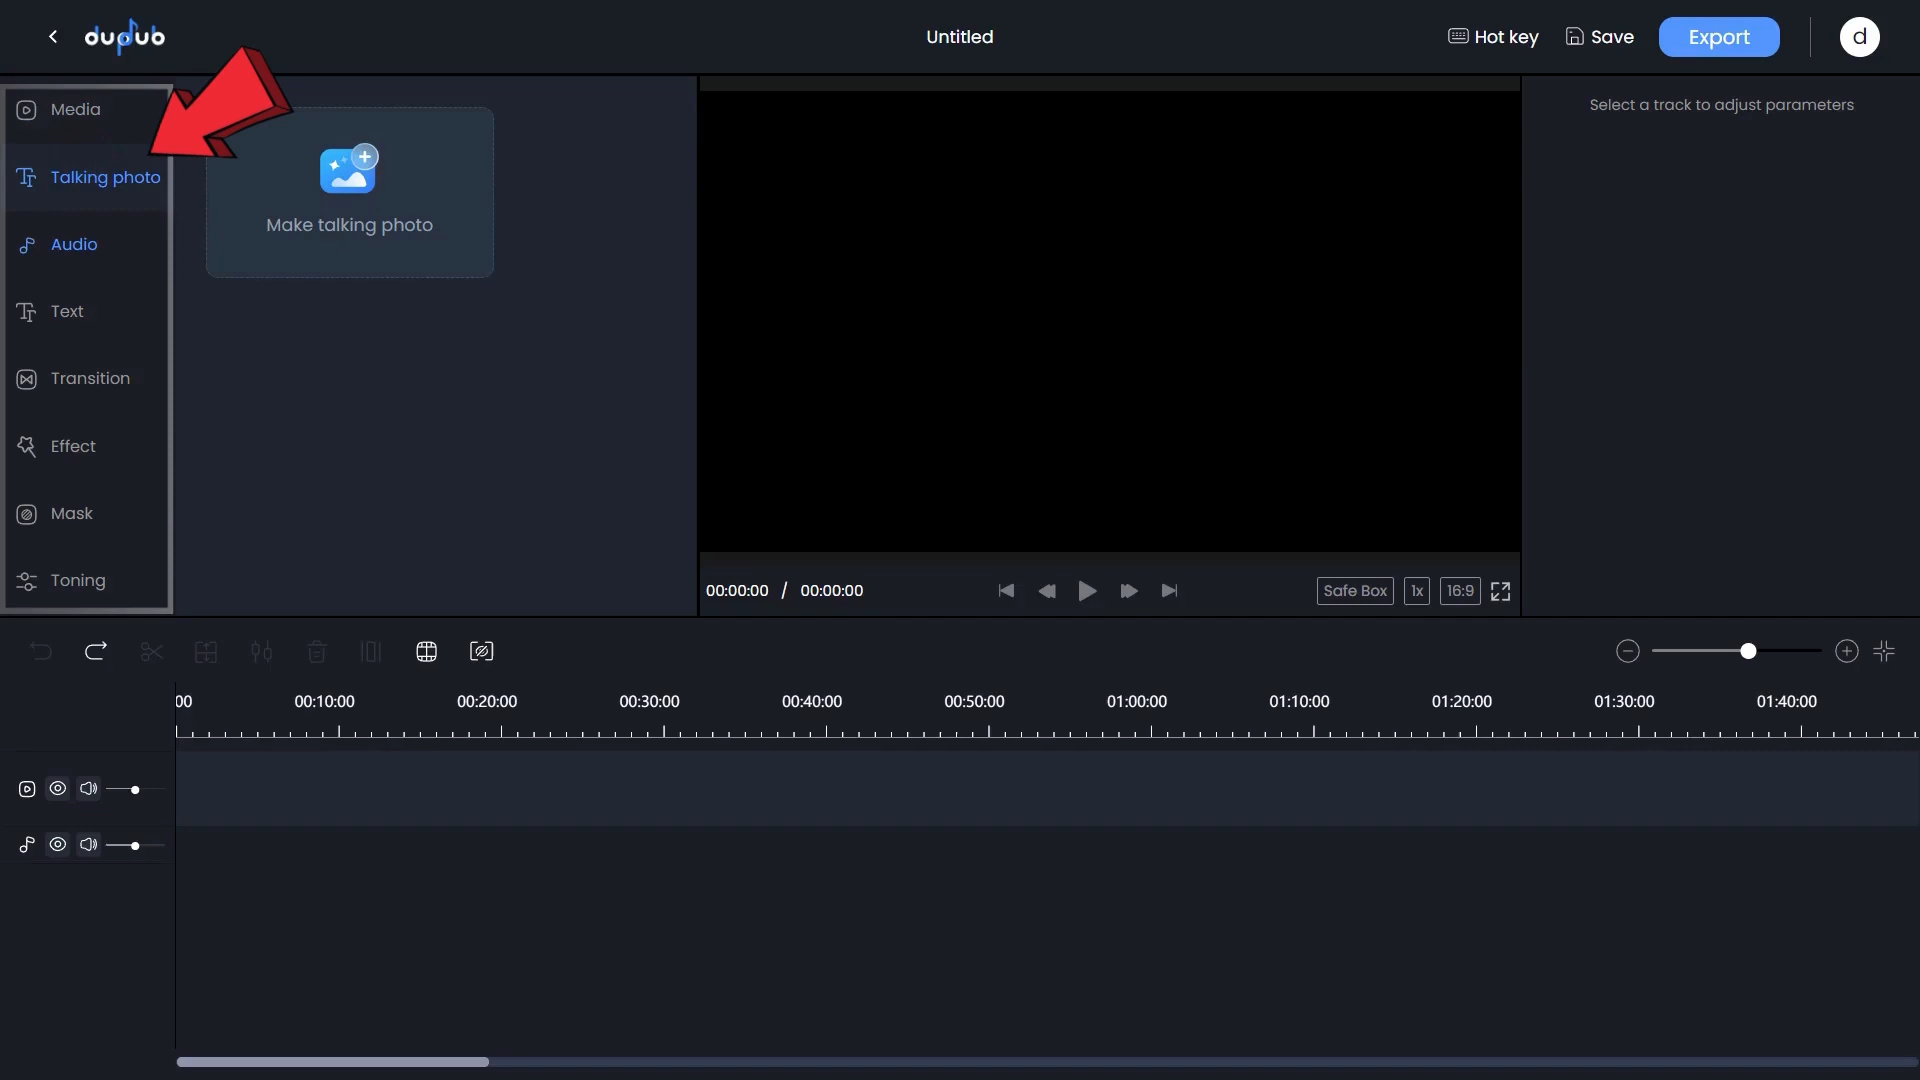 dupdub
Untitled
Hot key
Save
Export
d
Media
Talking photo
Audio
Text
Transition
Effect
Mask
Toning
Make talking photo
Select a track to adjust parameters
00:00:00 / 00:00:00
Safe Box
1x
16:9
00 00:10:00 00:20:00 00:30:00 00:40:00 00:50:00 01:00:00 01:10:00 01:20:00 01:30:00 01:40:00